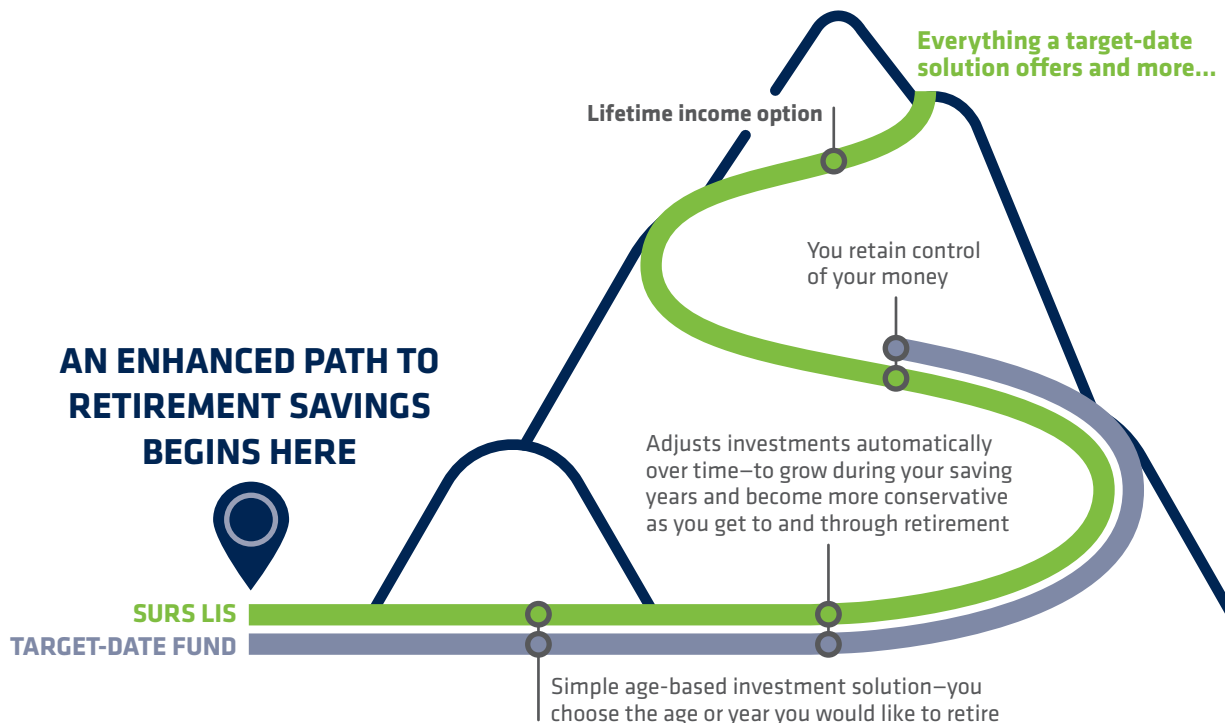 Everything a target-date
solution offers and more...
Lifetime income option
You retain control
of your money
AN ENHANCED PATH TO
RETIREMENT SAVINGS
BEGINS HERE
Adjusts investments automatically
over time—to grow during your saving
years and become more conservative
as you get to and through retirement
SURS LIS
TARGET-DATE FUND
Simple age-based investment solution—you
choose the age or year you would like to retire